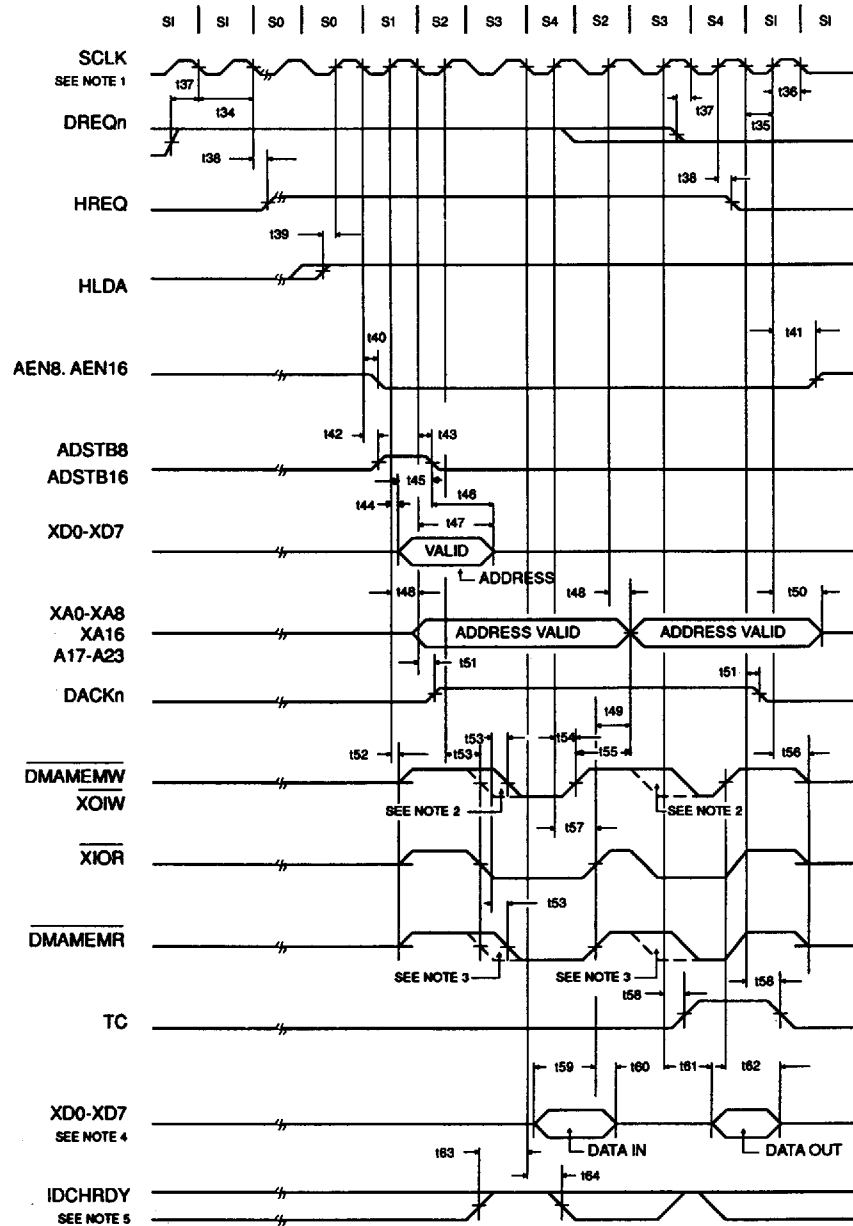 SI SI S0 S0 S1 S2 S3 S4 S2 S3 S4 SI SI
SCLK
SEE NOTE 1
t37
t34
t37
t36
t35
DREQn
t38
t38
HREQ
t39
HLDA
t40
t41
AEN8. AEN16
t42
t43
ADSTB8
ADSTB16
t45
t46
t44
t47
XD0-XD7
VALID
ADDRESS
t48
t48
t50
XA0-XA8
XA16
A17-A23
ADDRESS VALID
ADDRESS VALID
t51
t51
DACKn
t49
t53
t54
t52
t53
t55
t56
DMAMEMW
XOIW
SEE NOTE 2
SEE NOTE 2
t57
XIOR
t53
DMAMEMR
SEE NOTE 3
SEE NOTE 3
t58
t58
TC
t59
t60
t61
t62
XD0-XD7
SEE NOTE 4
DATA IN
DATA OUT
t63
t64
IDCHRDY
SEE NOTE 5